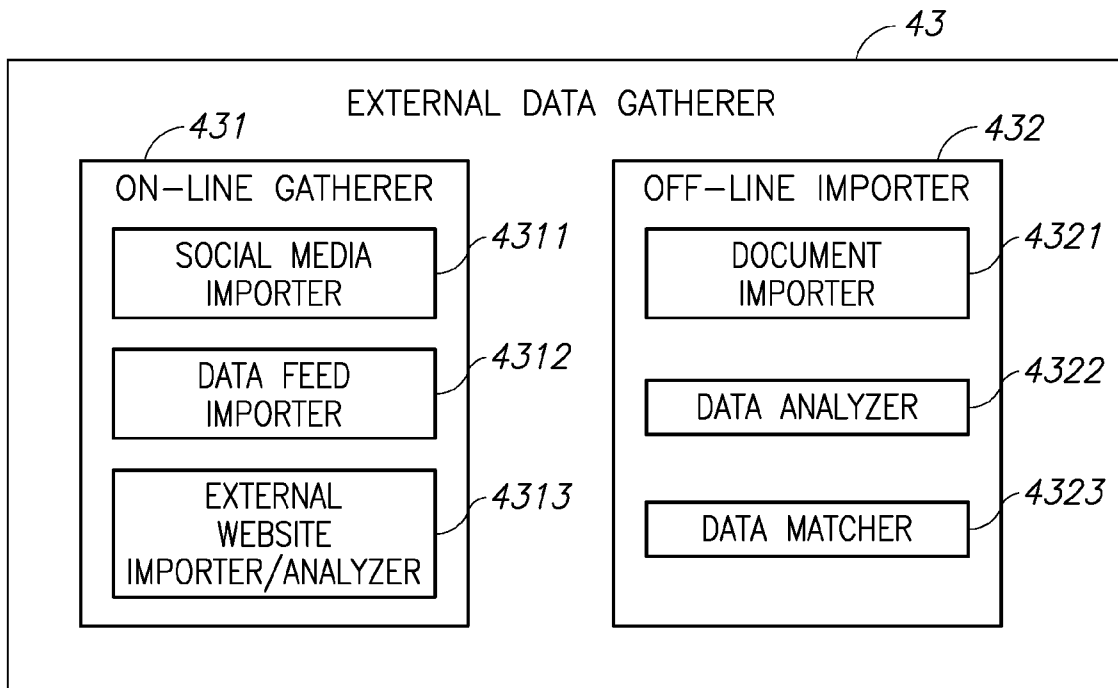 43
EXTERNAL DATA GATHERER
431
ON-LINE GATHERER
SOCIAL MEDIA
IMPORTER
4311
DATA FEED
IMPORTER
4312
EXTERNAL
WEBSITE
IMPORTER/ANALYZER
4313
432
OFF-LINE IMPORTER
DOCUMENT
IMPORTER
4321
DATA ANALYZER
4322
DATA MATCHER
4323